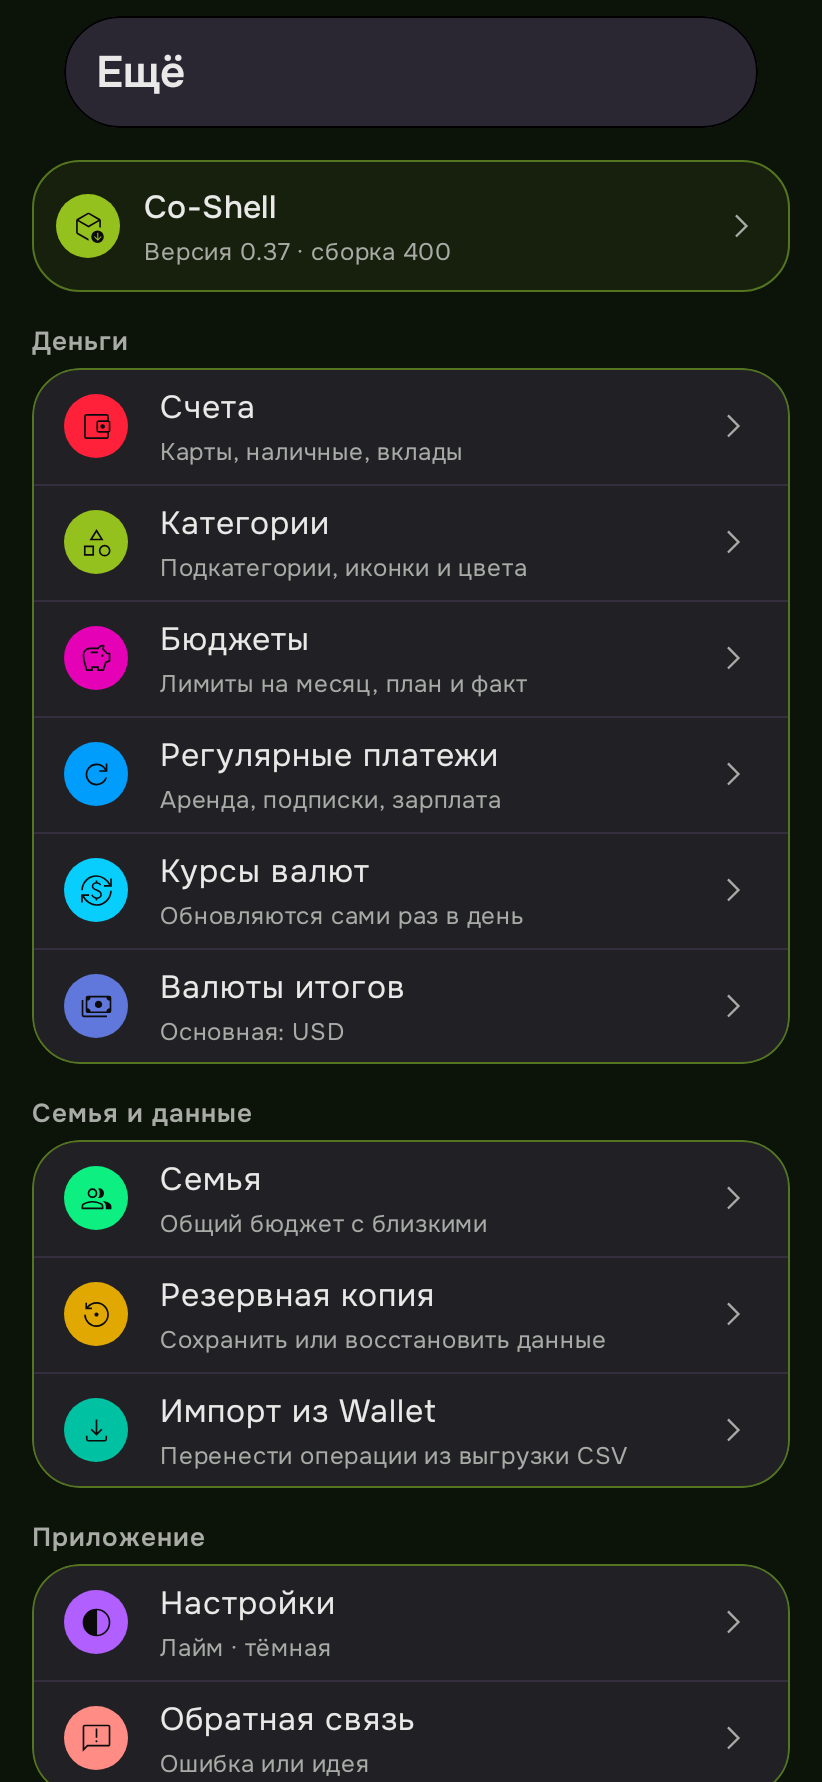 Ещё
Co-Shell
Версия 0.37 · сборка 400
Деньги
Счета
Карты, наличные, вклады
Категории
Подкатегории, иконки и цвета
Бюджеты
Лимиты на месяц, план и факт
Регулярные платежи
Аренда, подписки, зарплата
Курсы валют
Обновляются сами раз в день
Валюты итогов
Основная: USD
Семья и данные
Семья
Общий бюджет с близкими
Резервная копия
Сохранить или восстановить данные
Импорт из Wallet
Перенести операции из выгрузки CSV
Приложение
Настройки
Лайм · тёмная
Обратная связь
Ошибка или идея